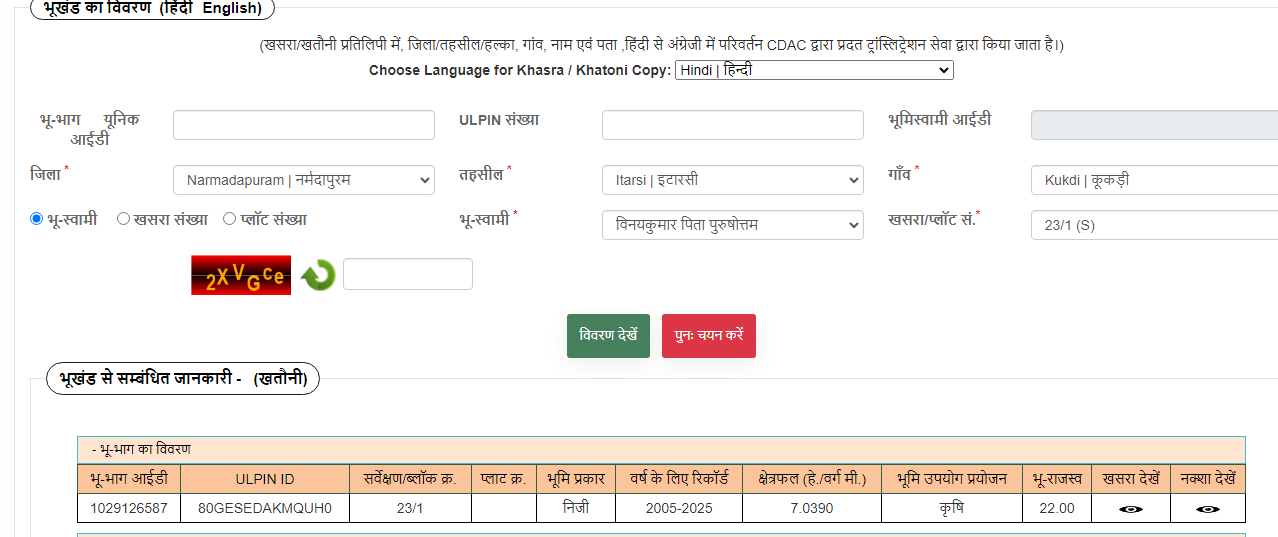 भूखंड का विवरण (हिंदी English)
(खसरा/खतौनी प्रतिलिपी में, जिला/तहसील/हल्का, गांव, नाम एवं पता ,हिंदी से अंग्रेजी में परिवर्तन CDAC द्वारा प्रदत ट्रांस्लिट्रेशन सेवा द्वारा किया जाता है।)
Choose Language for Khasra / Khatoni Copy: Hindi | हिन्दी
भू-भाग यूनिक आईडी ULPIN संख्या भूमिस्वामी आईडी
जिला * Narmadapuram | नर्मदापुरम तहसील * Itarsi | इटारसी गाँव * Kukdi | कूकड़ी
भू-स्वामी खसरा संख्या प्लॉट संख्या भू-स्वामी * विनयकुमार पिता पुरुषोत्तम खसरा/प्लॉट सं.* 23/1 (S)
2XVGce
विवरण देखें पुनः चयन करें
भूखंड से सम्बंधित जानकारी - (खतौनी)
- भू-भाग का विवरण
भू-भाग आईडी ULPIN ID सर्वेक्षण/ब्लॉक क्र. प्लाट क्र. भूमि प्रकार वर्ष के लिए रिकॉर्ड क्षेत्रफल (हे./वर्ग मी.) भूमि उपयोग प्रयोजन भू-राजस्व खसरा देखें नक्शा देखें
1029126587 80GESEDAKMQUH0 23/1 निजी 2005-2025 7.0390 कृषि 22.00